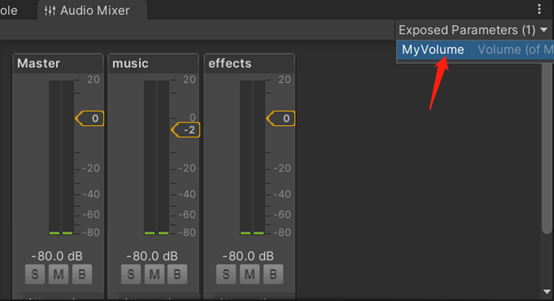 ole
Audio Mixer
Exposed Parameters (1)
MyVolume Volume (of M
Master
music
effects
20
0
-20
-40
-60
-80
0
-80.0 dB
S M B
20
0
-20
-40
-60
-80
-2
-80.0 dB
S M B
20
0
-20
-40
-60
-80
0
-80.0 dB
S M B